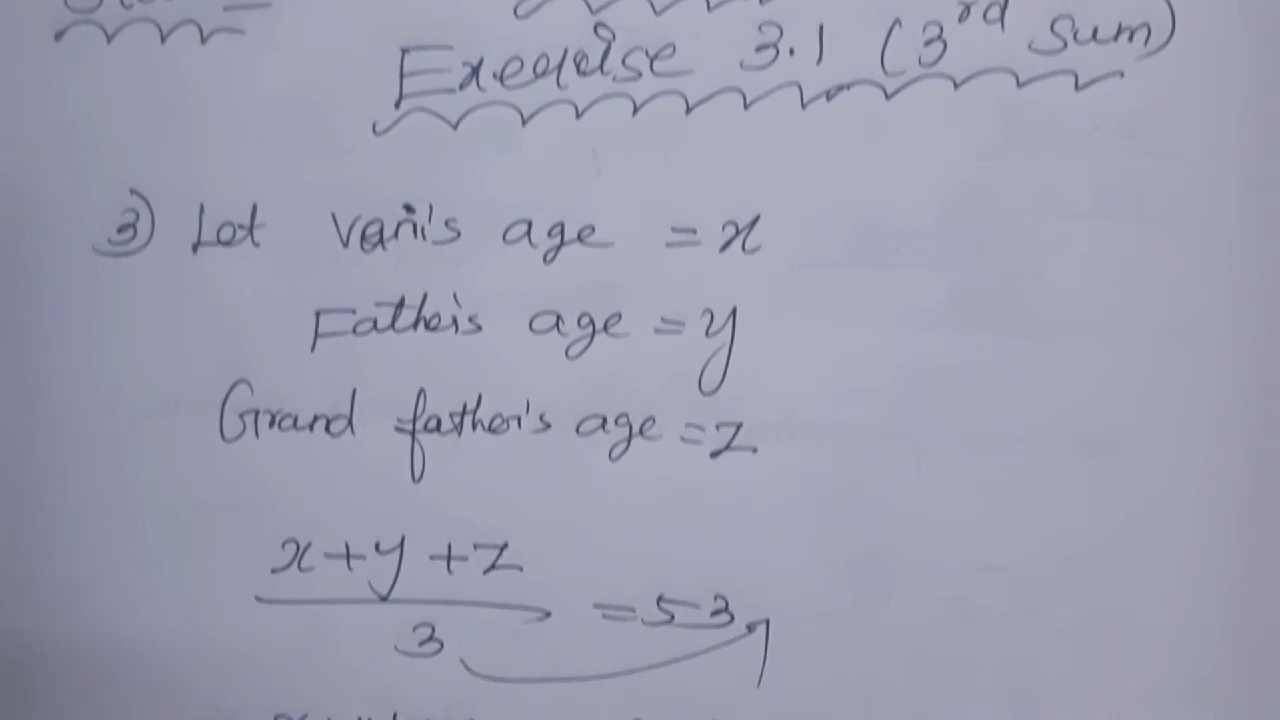 Exercise 3.1 (3rd Sum)
3) Let Vani's age = x
Father's age = y
Grand father's age = z
x+y+z
= 53
3